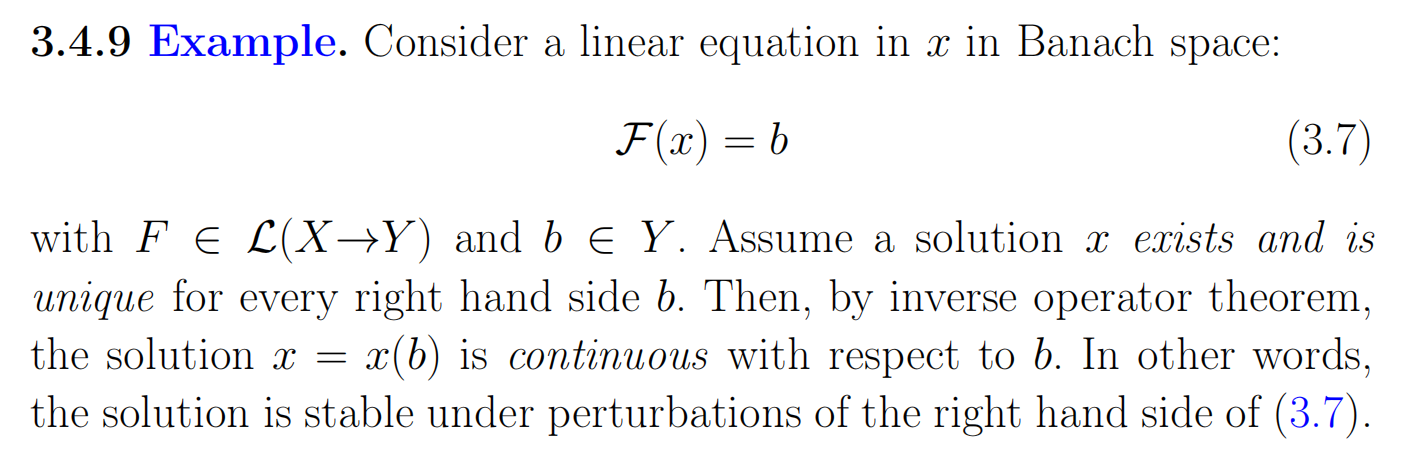 3.4.9 Example. Consider a linear equation in x in Banach space:
ℱ(x) = b (3.7)
with F ∈ ℒ(X→Y) and b ∈ Y. Assume a solution x exists and is
unique for every right hand side b. Then, by inverse operator theorem,
the solution x = x(b) is continuous with respect to b. In other words,
the solution is stable under perturbations of the right hand side of (3.7).